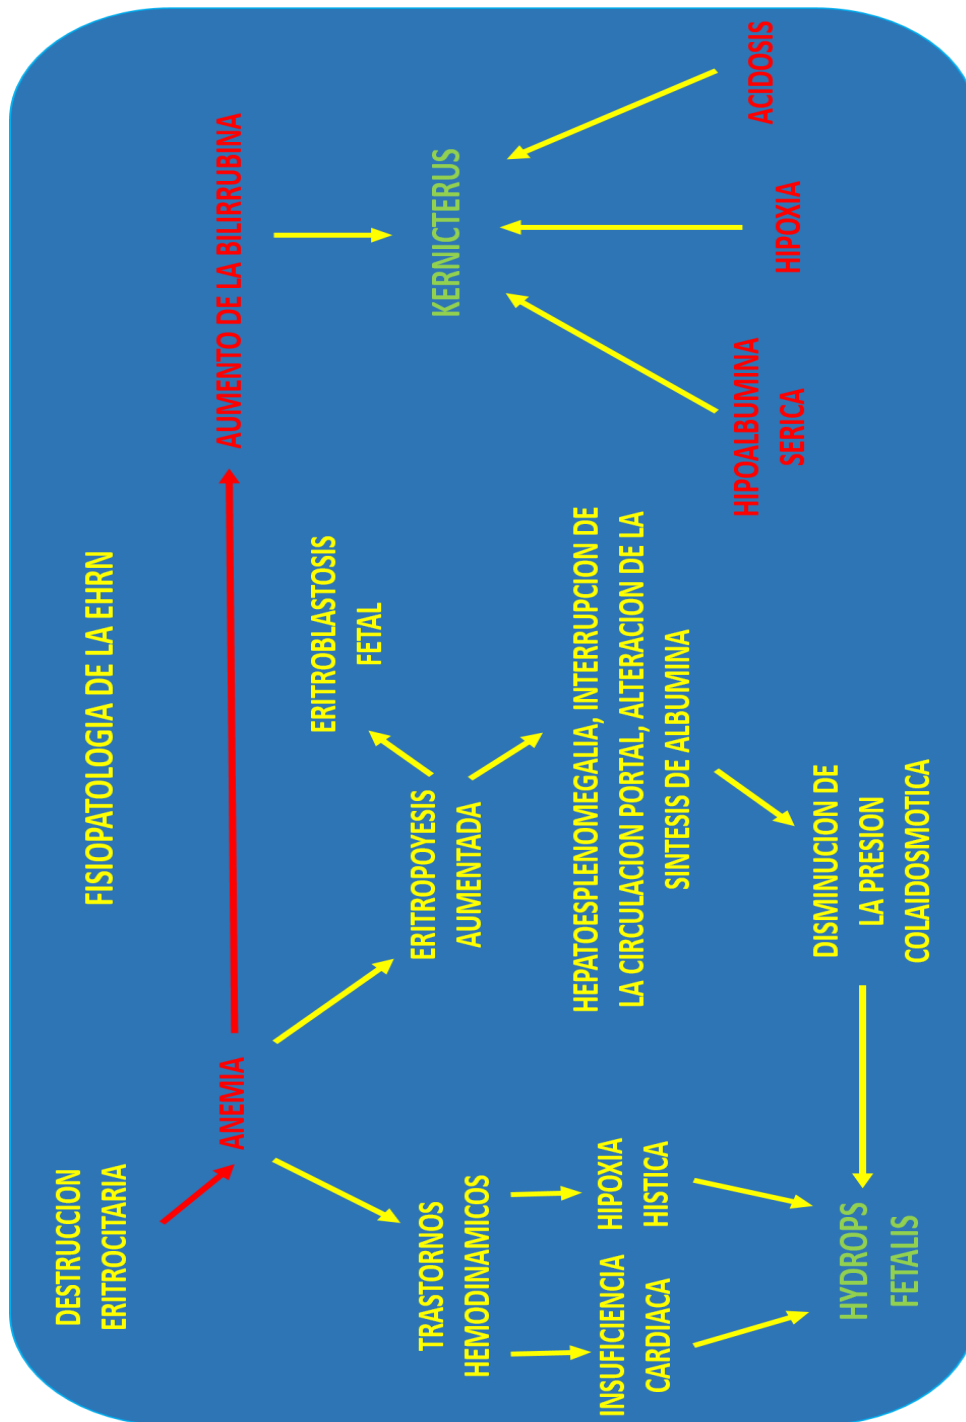 FISIOPATOLOGIA DE LA EHRN
DESTRUCCION
ERITROCITARIA
ANEMIA
AUMENTO DE LA BILIRRUBINA
ERITROBLASTOSIS
FETAL
TRASTORNOS
HEMODINAMICOS
ERITROPOYESIS
AUMENTADA
KERNICTERUS
INSUFICIENCIA
CARDIACA
HIPOXIA
HISTICA
HEPATOESPLENOMEGALIA, INTERRUPCION DE
LA CIRCULACION PORTAL, ALTERACION DE LA
SINTESIS DE ALBUMINA
HIPOALBUMINA
SERICA
HIPOXIA
ACIDOSIS
HYDROPS
FETALIS
DISMINUCION DE
LA PRESION
COLAIDOSMOTICA